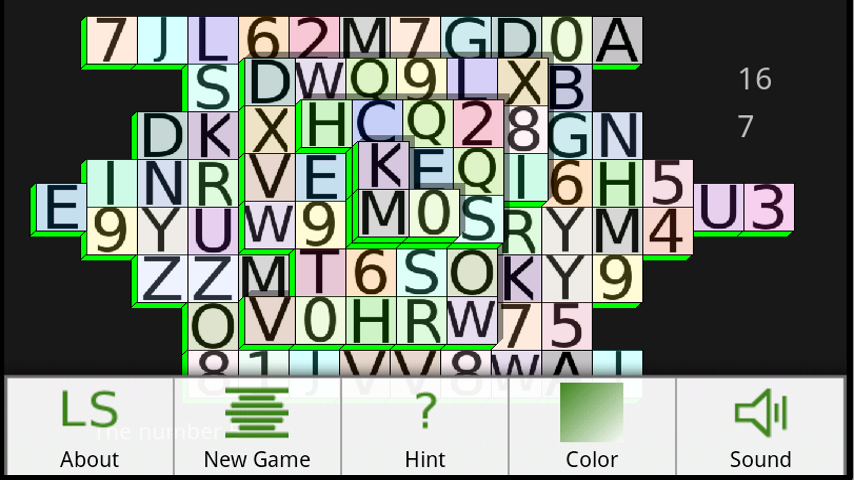 7 J L 6 2 M 7 G D 0 A
S D W Q 9 L X B
16
D K X H C Q 2 8 G N
7
I N R V E K E Q I 6 H 5
E U 3
9 Y U W 9 M 0 S R Y M 4
Z Z M T 6 S O K Y 9
O V 0 H R W 7 5
8 1 J V V 8 W A J
The number
LS ?
About New Game Hint Color Sound